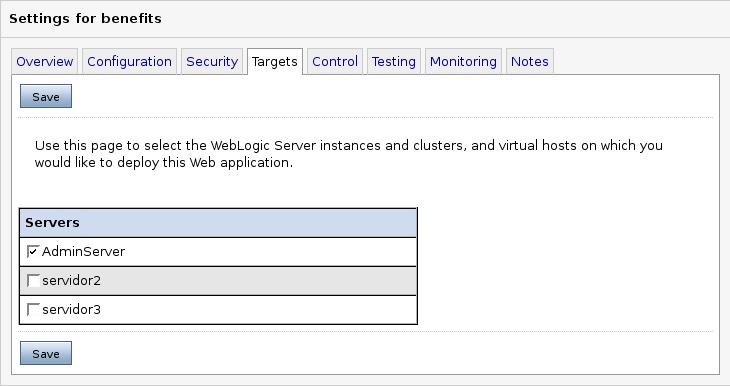 Settings for benefits
Overview Configuration Security Targets Control Testing Monitoring Notes
Save
Use this page to select the WebLogic Server instances and clusters, and virtual hosts on which you
would like to deploy this Web application.
Servers
AdminServer
servidor2
servidor3
Save